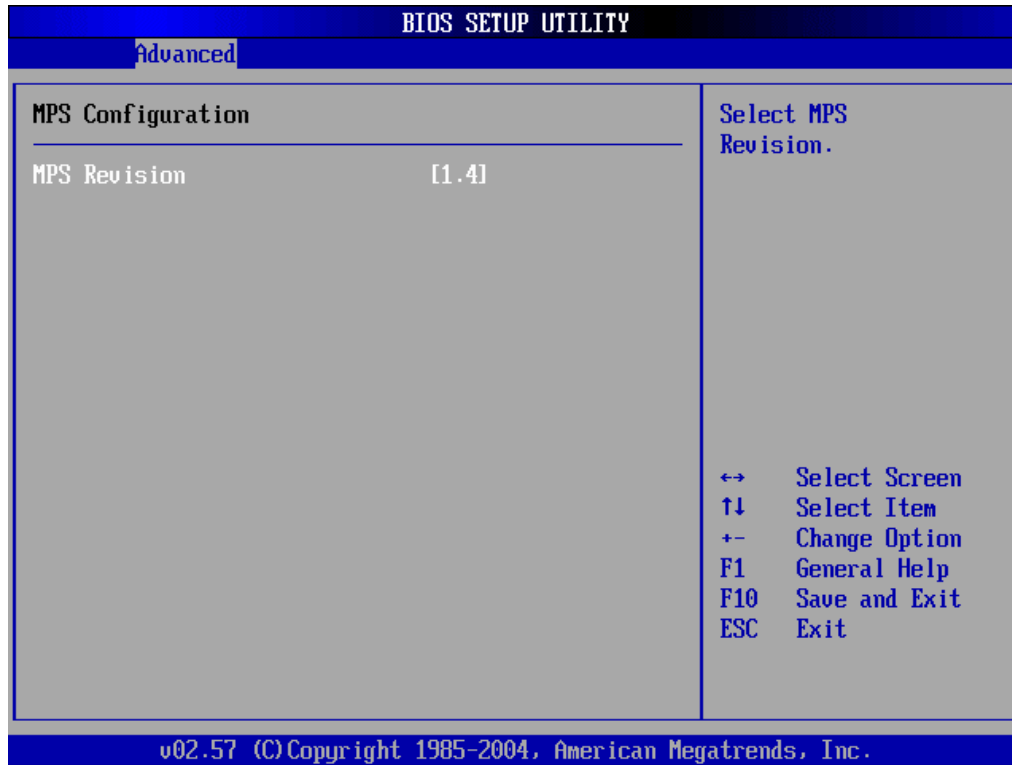 BIOS SETUP UTILITY
Advanced
MPS Configuration
MPS Revision [1.4]
Select MPS
Revision.
←→ Select Screen
↑↓ Select Item
+- Change Option
F1 General Help
F10 Save and Exit
ESC Exit
v02.57 (C)Copyright 1985-2004, American Megatrends, Inc.